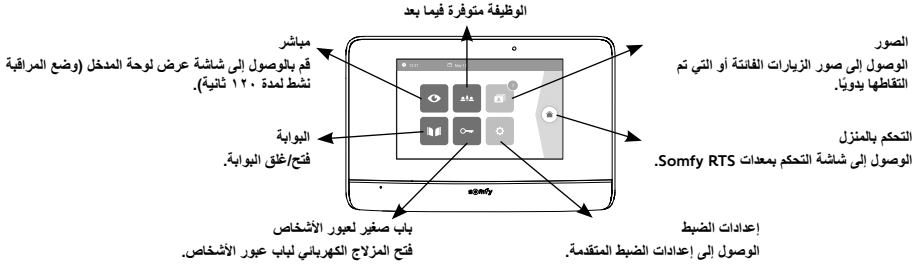 الوظيفة متوفرة فيما بعد
مباشر
قم بالوصول إلى شاشة عرض لوحة المدخل (وضع المراقبة
نشط لمدة ١٢٠ ثانية).
الصور
الوصول إلى صور الزيارات الفائتة أو التي تم
التقاطها يدويًا.
البوابة
فتح/غلق البوابة.
التحكم بالمنزل
الوصول إلى شاشة التحكم بمعدات Somfy RTS.
somfy
باب صغير لعبور الأشخاص
فتح المزلاج الكهربائي لباب عبور الأشخاص.
إعدادات الضبط
الوصول إلى إعدادات الضبط المتقدمة.